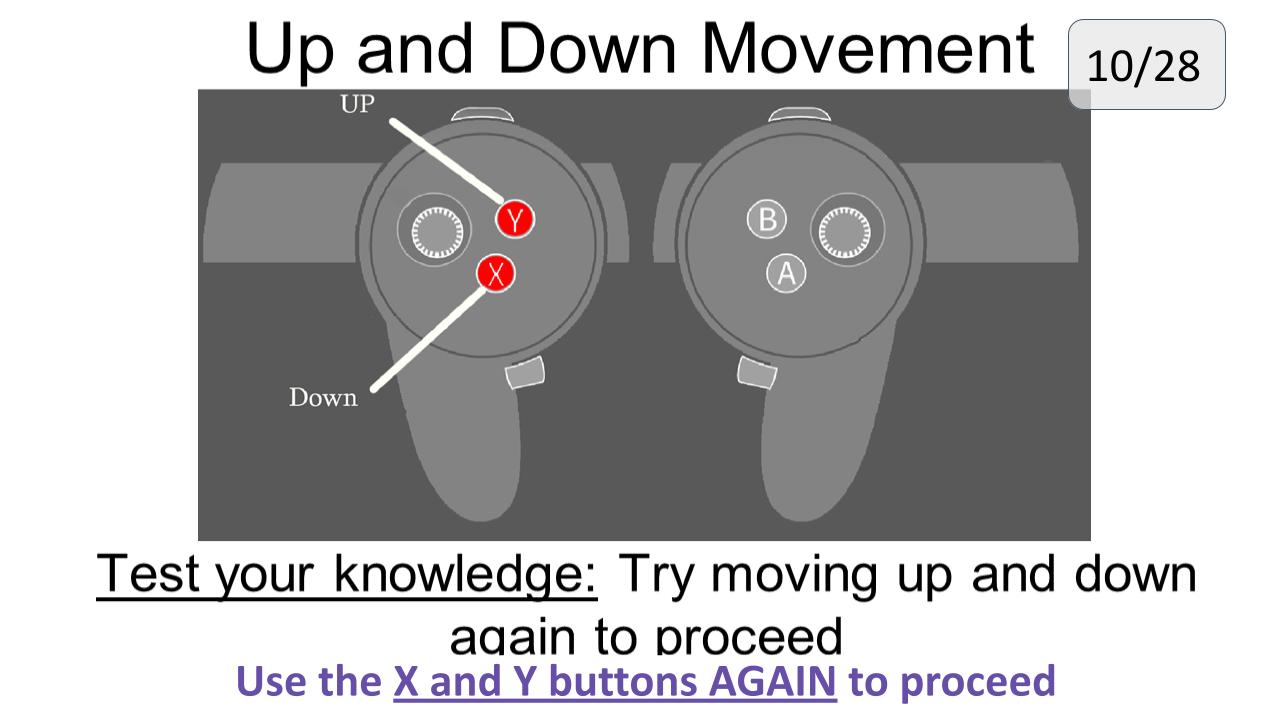 Up and Down Movement
10/28
UP
Y
B
X
A
Down
Test your knowledge: Try moving up and down
again to proceed
Use the X and Y buttons AGAIN to proceed